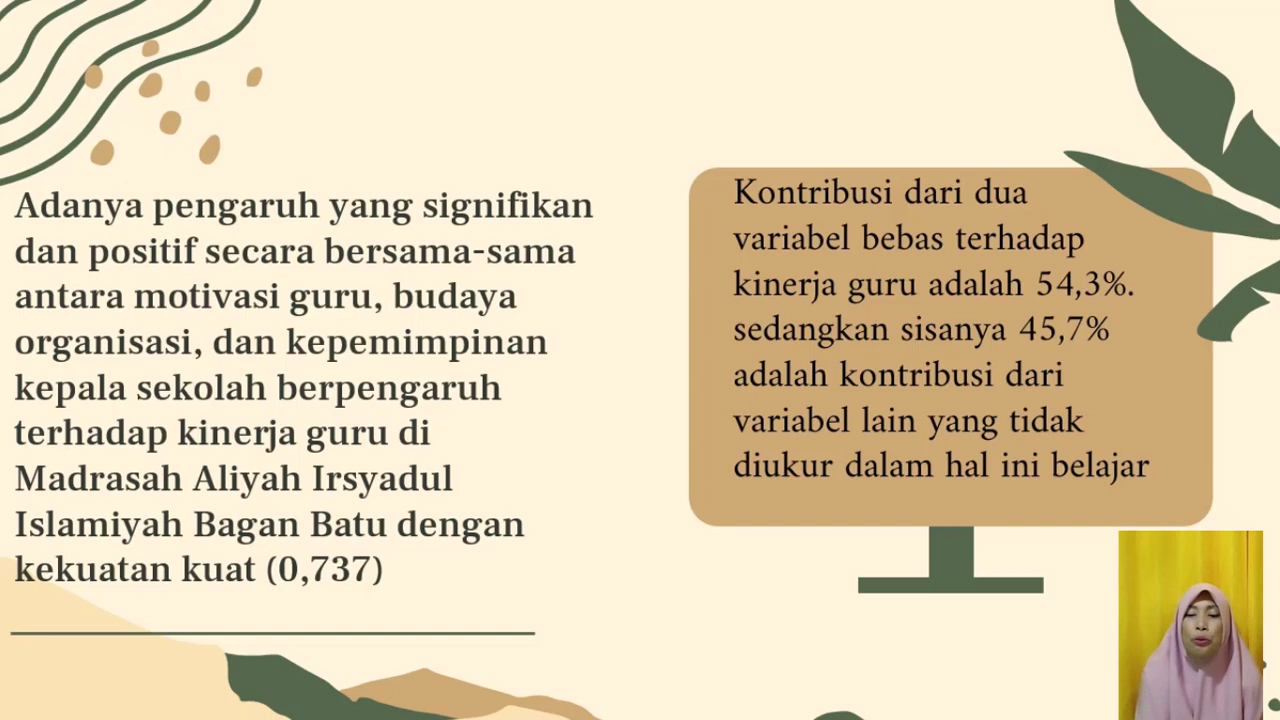 Adanya pengaruh yang signifikan
dan positif secara bersama-sama
antara motivasi guru, budaya
organisasi, dan kepemimpinan
kepala sekolah berpengaruh
terhadap kinerja guru di
Madrasah Aliyah Irsyadul
Islamiyah Bagan Batu dengan
kekuatan kuat (0,737)
Kontribusi dari dua
variabel bebas terhadap
kinerja guru adalah 54,3%.
sedangkan sisanya 45,7%
adalah kontribusi dari
variabel lain yang tidak
diukur dalam hal ini belajar